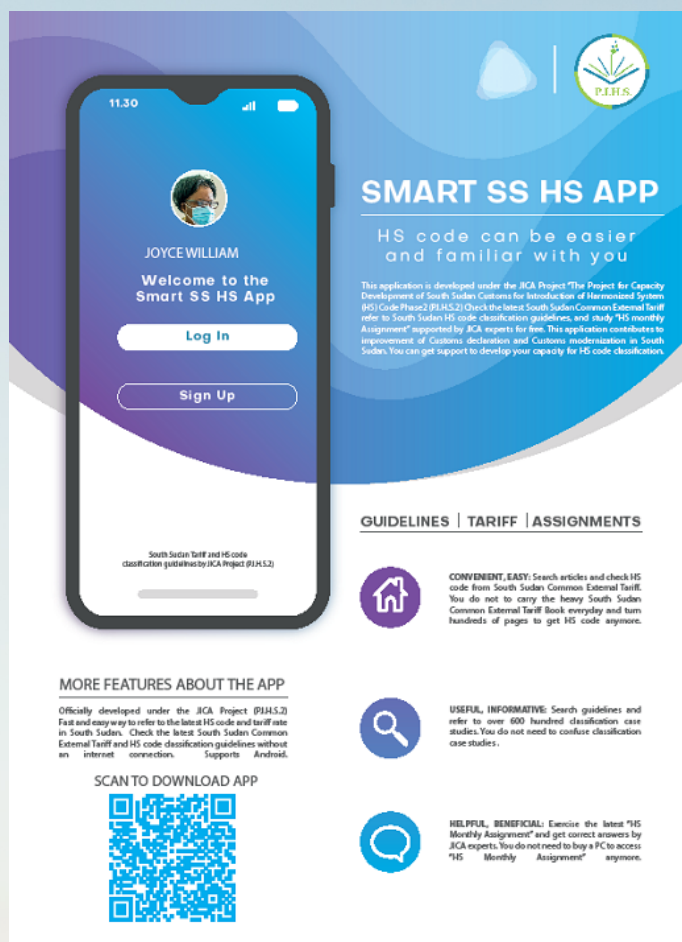 11.30
JOYCE WILLIAM
Welcome to the
Smart SS HS App
Log In
Sign Up
South Sudan Tariff and HS code
classification guidelines by JICA Project (P.I.H.S.2)
P.I.H.S.
SMART SS HS APP
HS code can be easier
and familiar with you
This application is developed under the JICA Project "The Project for Capacity
Development of South Sudan Customs for Introduction of Harmonized System
(HS) Code Phase2 (P.I.H.S.2) Check the latest South Sudan Common External Tariff
refer to South Sudan HS code classification guidelines, and study "HS monthly
Assignment" supported by JICA experts for free. This application contributes to
improvement of Customs declaration and Customs modernization in South
Sudan. You can get support to develop your capacity for HS code classification.
GUIDELINES | TARIFF | ASSIGNMENTS
CONVENIENT, EASY: Search articles and check HS
code from South Sudan Common External Tariff.
You do not to carry the heavy South Sudan
Common External Tariff Book everyday and turn
hundreds of pages to get HS code anymore.
USEFUL, INFORMATIVE: Search guidelines and
refer to over 600 hundred classification case
studies. You do not need to confuse classification
case studies .
HELPFUL, BENEFICIAL: Exercise the latest "HS
Monthly Assignment" and get correct answers by
JICA experts. You do not need to buy a PC to access
"HS Monthly Assignment" anymore.
MORE FEATURES ABOUT THE APP
Officially developed under the JICA Project (P.I.H.S.2)
Fast and easy way to refer to the latest HS code and tariff rate
in South Sudan. Check the latest South Sudan Common
External Tariff and HS code classification guidelines without
an internet connection. Supports Android.
SCAN TO DOWNLOAD APP